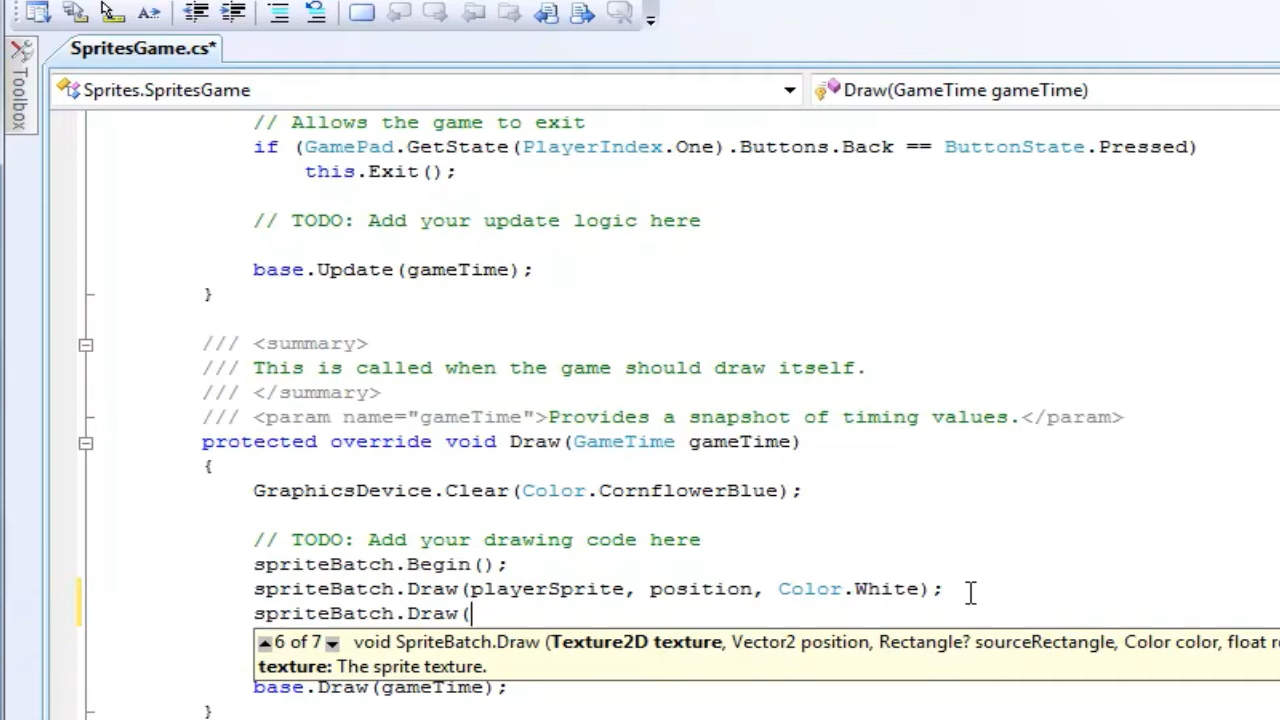 SpritesGame.cs*
Toolbox
Sprites.SpritesGame
Draw(GameTime gameTime)
// Allows the game to exit
if (GamePad.GetState(PlayerIndex.One).Buttons.Back == ButtonState.Pressed)
this.Exit();
// TODO: Add your update logic here
base.Update(gameTime);
}
/// <summary>
/// This is called when the game should draw itself.
/// </summary>
/// <param name="gameTime">Provides a snapshot of timing values.</param>
protected override void Draw(GameTime gameTime)
{
GraphicsDevice.Clear(Color.CornflowerBlue);
// TODO: Add your drawing code here
spriteBatch.Begin();
spriteBatch.Draw(playerSprite, position, Color.White);
spriteBatch.Draw(
6 of 7 void SpriteBatch.Draw (Texture2D texture, Vector2 position, Rectangle? sourceRectangle, Color color, float
texture: The sprite texture.
base.Draw(gameTime);
}